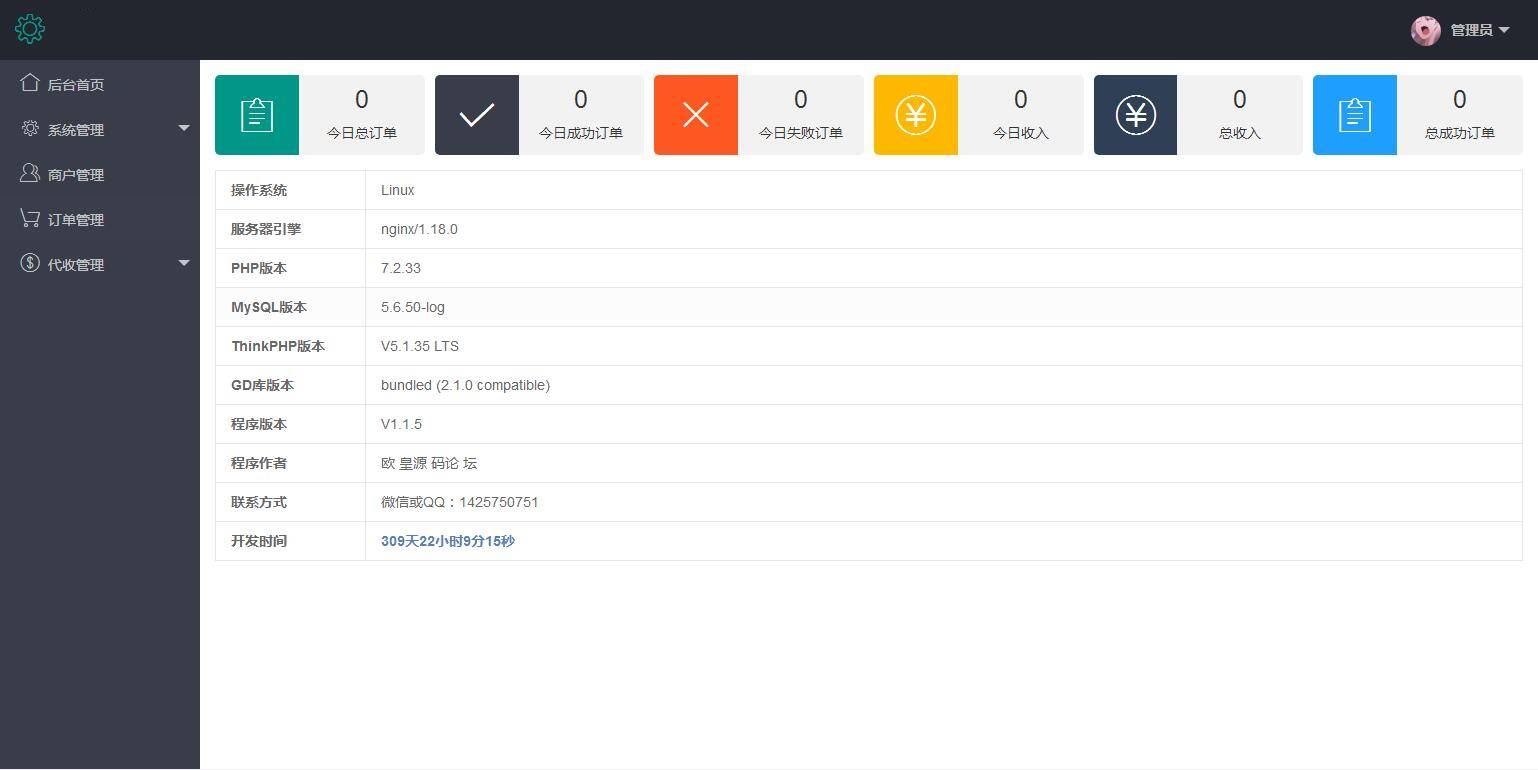 管理员
后台首页
系统管理
商户管理
订单管理
代收管理
0
今日总订单
0
今日成功订单
0
今日失败订单
0
今日收入
0
总收入
0
总成功订单
操作系统 Linux
服务器引擎 nginx/1.18.0
PHP版本 7.2.33
MySQL版本 5.6.50-log
ThinkPHP版本 V5.1.35 LTS
GD库版本 bundled (2.1.0 compatible)
程序版本 V1.1.5
程序作者 欧 皇源 码论 坛
联系方式 微信或QQ：1425750751
开发时间 309天22小时9分15秒